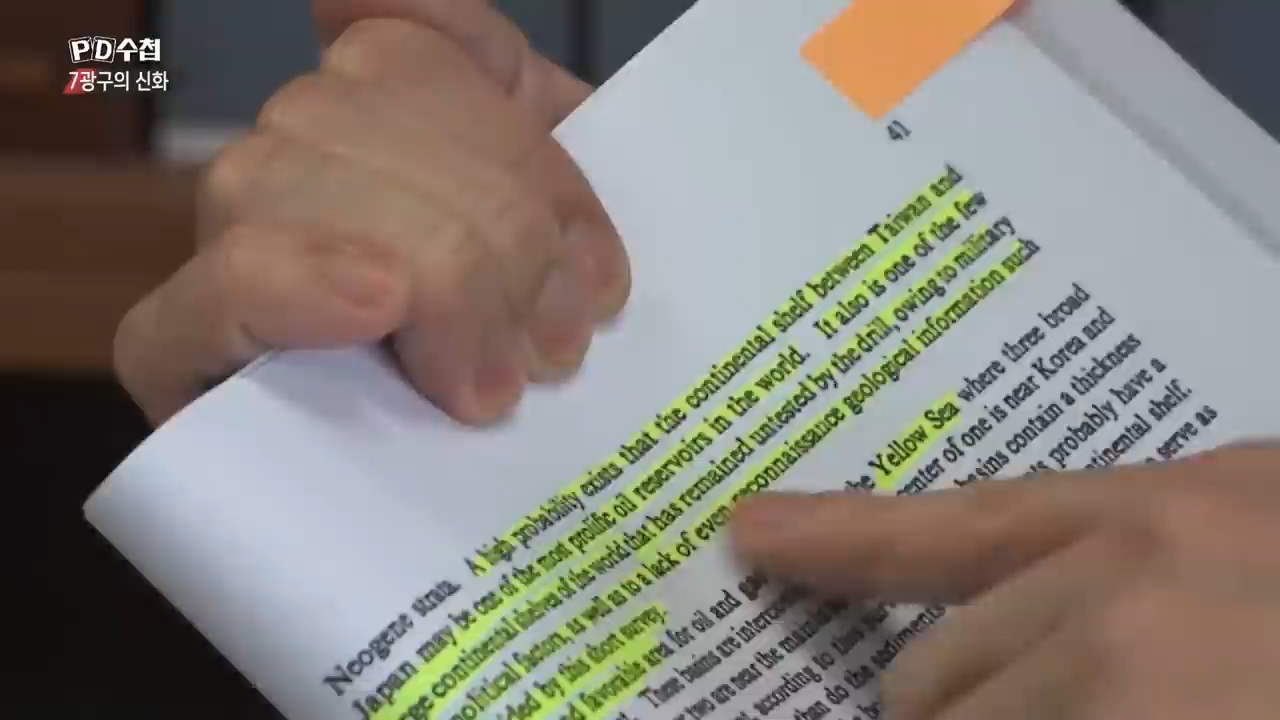 PD수첩
7광구의 신화
41
Neogene strata. A high probability exists that the continental shelf between Taiwan and
Japan may be one of the most prolific oil reservoirs in the world. It also is one of the few
continental shelves of the world that has remained untested by the drill, owing to military
political factors, as well as to a lack of even reconnaissance geological information such
by this short survey.
favorable area for oil and gas the Yellow Sea where three broad
These basins are center of one is near Korea and
two are near the basins contain a thickness
according to this probably have a
than do the sediments continental shelf.
serve as